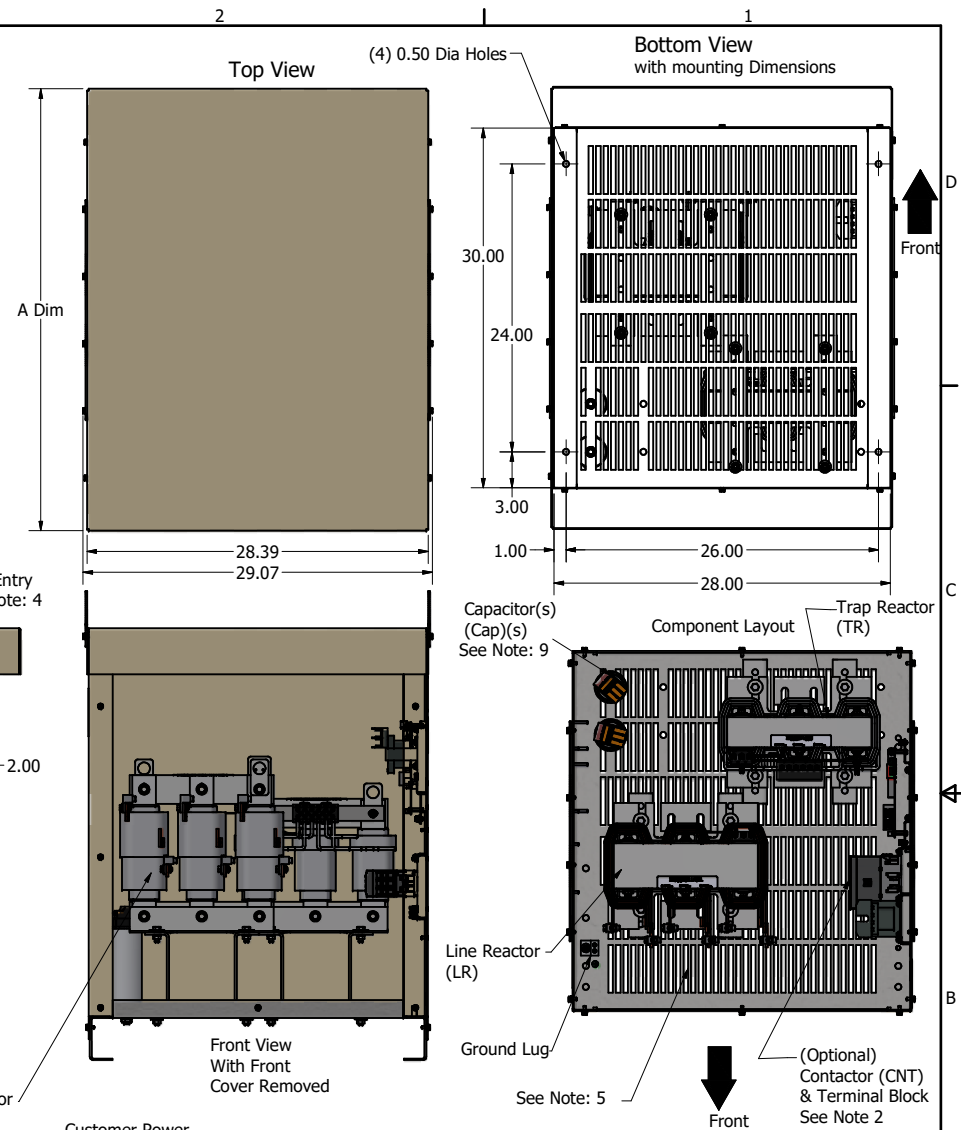 2
1
Top View
(4) 0.50 Dia Holes
Bottom View
with mounting Dimensions
D
Front
30.00
A Dim
24.00
3.00
28.39
29.07
1.00
26.00
28.00
Entry
ote: 4
C
Capacitor(s)
(Cap)(s)
See Note: 9
Component Layout
Trap Reactor
(TR)
2.00
Line Reactor
(LR)
B
Front View
With Front
Cover Removed
Ground Lug
See Note: 5
(Optional)
Contactor (CNT)
& Terminal Block
See Note 2
Front
or
Customer Power